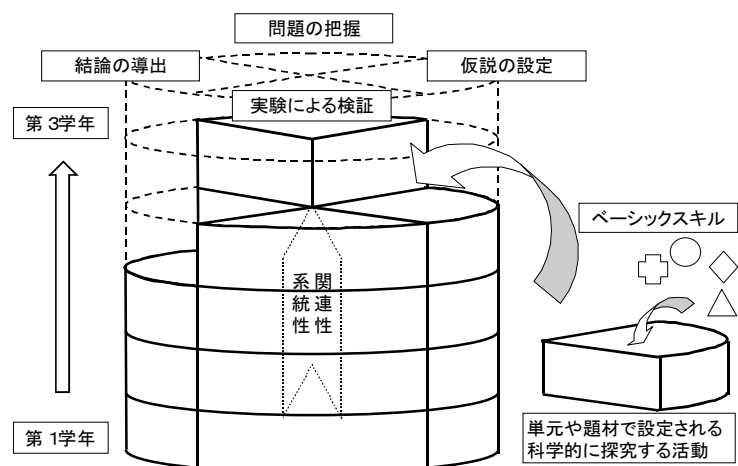 問題の把握
結論の導出
仮説の設定
実験による検証
第3学年
ベーシックスキル
関連性
系統性
第1学年
単元や題材で設定される
科学的に探究する活動